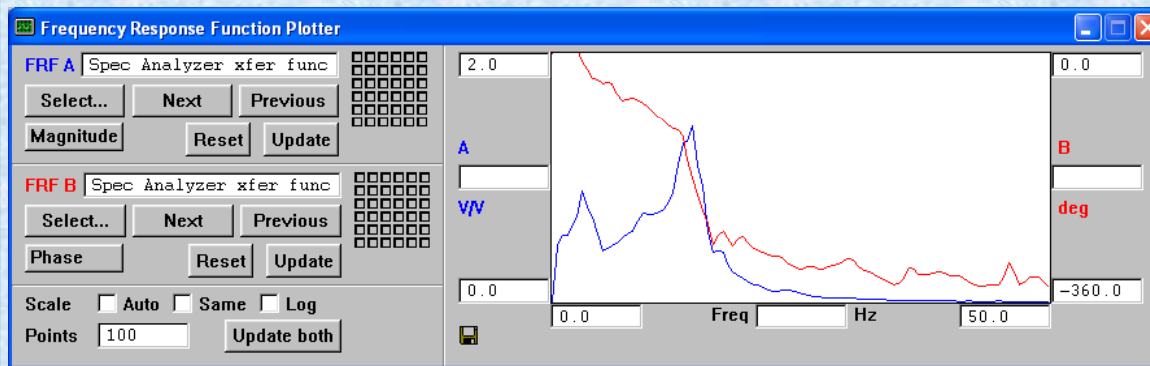 Frequency Response Function Plotter
FRF A Spec Analyzer xfer func
Select... Next Previous
Magnitude Reset Update
FRF B Spec Analyzer xfer func
Select... Next Previous
Phase Reset Update
Scale Auto Same Log
Points 100 Update both
2.0
A
V/V
0.0
0.0 Freq Hz 50.0
0.0
B
deg
-360.0